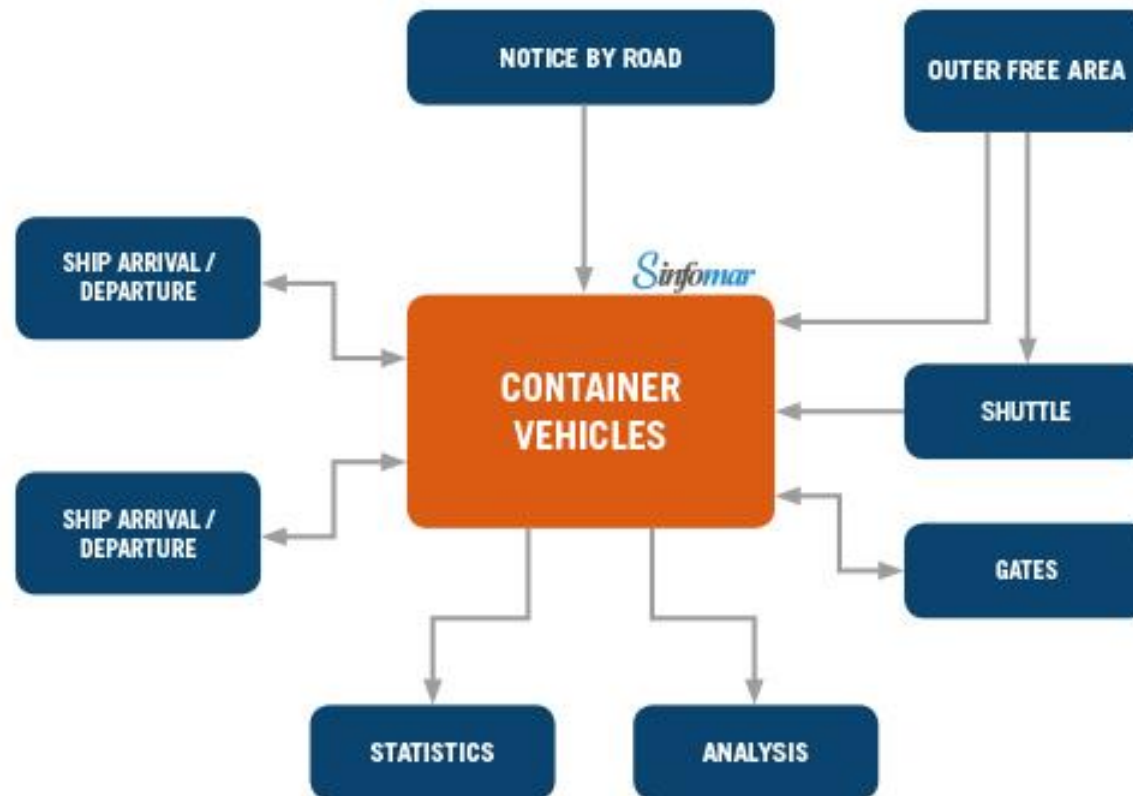 NOTICE BY ROAD
OUTER FREE AREA
SHIP ARRIVAL /
DEPARTURE
Sinfomar
CONTAINER
VEHICLES
SHUTTLE
SHIP ARRIVAL /
DEPARTURE
GATES
STATISTICS
ANALYSIS